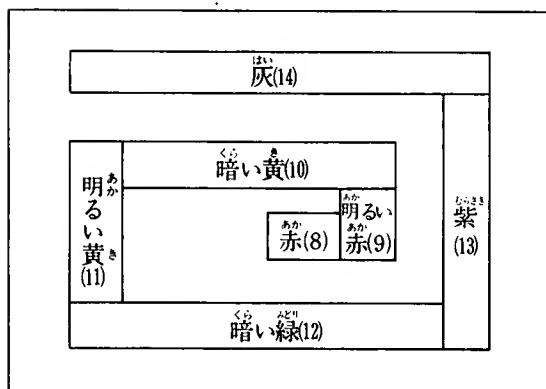 灰(14)
暗い黄(10)
明るい黄(11)
赤(8)
明るい
赤(9)
紫
(13)
暗い緑(12)